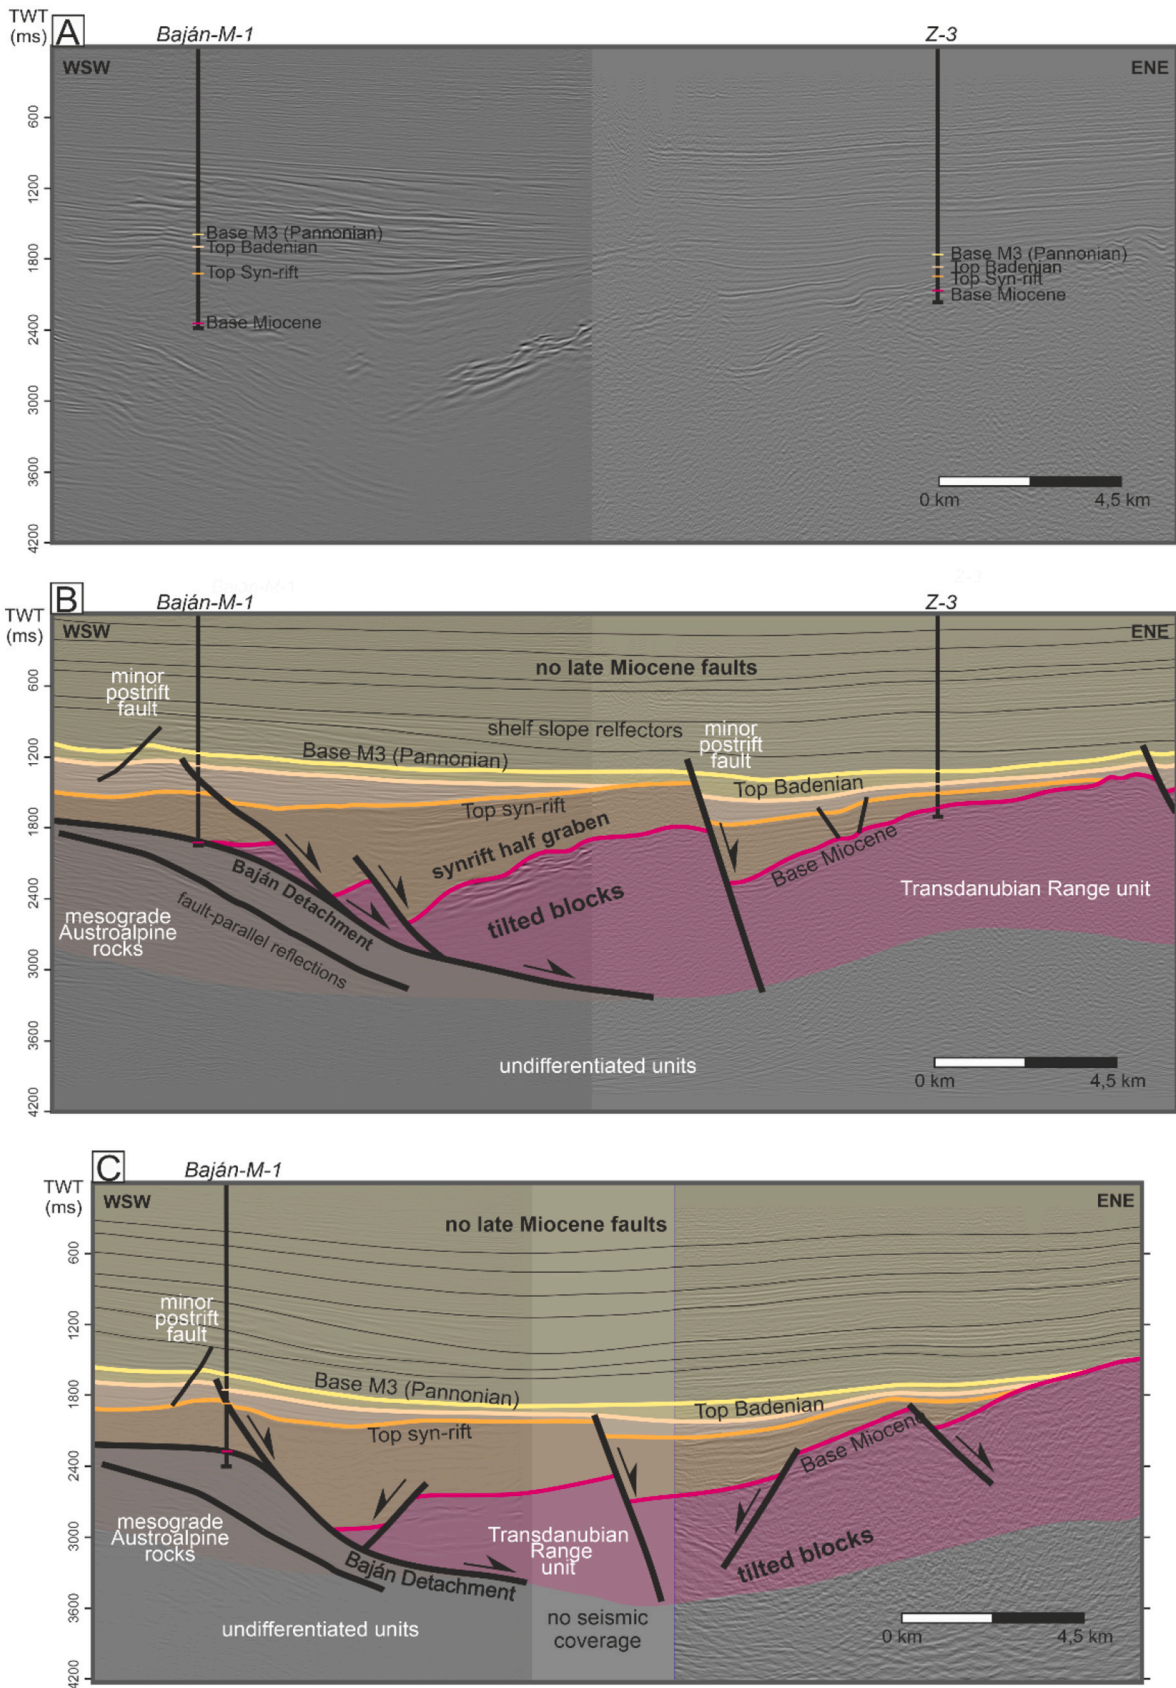 TWT
(ms)
A
Baján-M-1
Z-3
WSW
ENE
600
1200
1800
2400
3000
3600
4200
Base M3 (Pannonian)
Top Badenian
Top Syn-rift
Base Miocene
Base M3 (Pannonian)
Top Badenian
Top Syn-rift
Base Miocene
0 km
4,5 km
TWT
(ms)
B
Baján-M-1
Z-3
WSW
ENE
600
1200
1800
2400
3000
3600
4200
no late Miocene faults
minor
postrift
fault
shelf slope relfectors
minor
postrift
fault
Base M3 (Pannonian)
Top Badenian
Top syn-rift
synrift half graben
Base Miocene
Baján Detachment
tilted blocks
Transdanubian Range unit
mesograde
Austroalpine
rocks
fault-parallel reflections
undifferentiated units
0 km
4,5 km
TWT
(ms)
C
Baján-M-1
WSW
ENE
600
1200
1800
2400
3000
3600
4200
no late Miocene faults
minor
postrift
fault
Base M3 (Pannonian)
Top Badenian
Top syn-rift
Base Miocene
mesograde
Austroalpine
rocks
Transdanubian
Range
unit
tilted blocks
Baján Detachment
undifferentiated units
no seismic
coverage
0 km
4,5 km